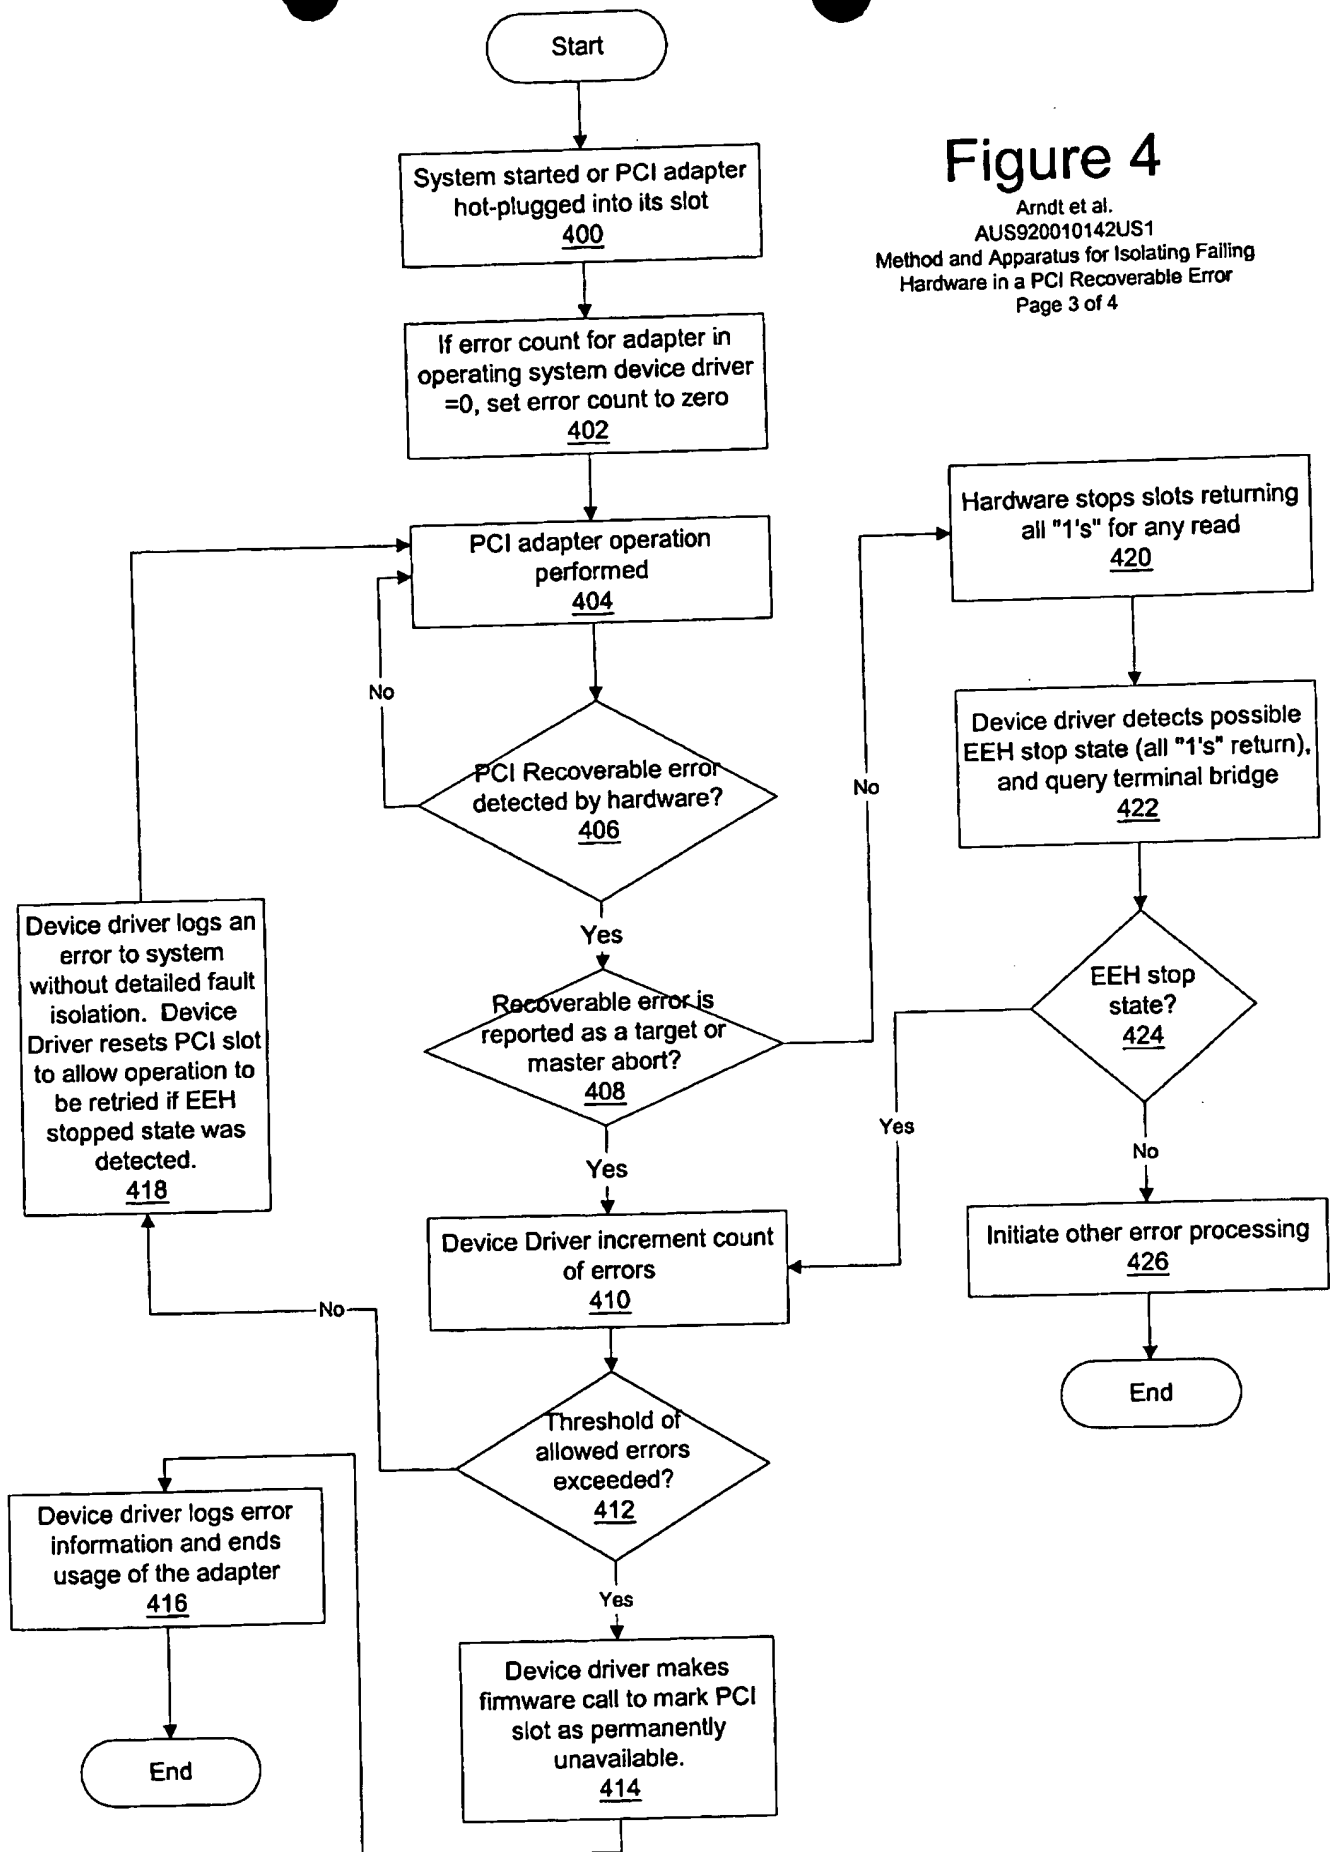 Start
Figure 4
Arndt et al.
AUS920010142US1
Method and Apparatus for Isolating Failing
Hardware in a PCI Recoverable Error
Page 3 of 4
System started or PCI adapter
hot-plugged into its slot
400
If error count for adapter in
operating system device driver
=0, set error count to zero
402
PCI adapter operation
performed
404
No
PCI Recoverable error
detected by hardware?
406
Yes
Recoverable error is
reported as a target or
master abort?
408
No
Yes
Device Driver increment count
of errors
410
Threshold of
allowed errors
exceeded?
412
No
Yes
Device driver makes
firmware call to mark PCI
slot as permanently
unavailable.
414
Device driver logs an
error to system
without detailed fault
isolation. Device
Driver resets PCI slot
to allow operation to
be retried if EEH
stopped state was
detected.
418
Device driver logs error
information and ends
usage of the adapter
416
End
Hardware stops slots returning
all "1's" for any read
420
Device driver detects possible
EEH stop state (all "1's" return),
and query terminal bridge
422
EEH stop
state?
424
Yes
No
Initiate other error processing
426
End